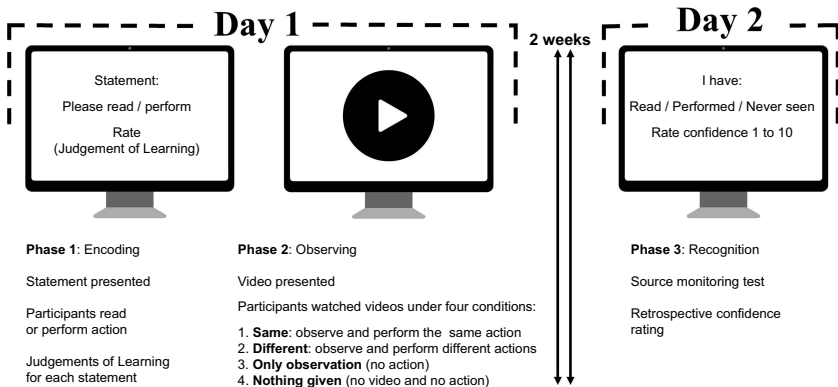 Day 1
Statement:
Please read / perform
Rate
(Judgement of Learning)
Phase 1: Encoding
Statement presented
Participants read
or perform action
Judgements of Learning
for each statement
Phase 2: Observing
Video presented
Participants watched videos under four conditions:
1. Same: observe and perform the same action
2. Different: observe and perform different actions
3. Only observation (no action)
4. Nothing given (no video and no action)
2 weeks
Day 2
I have:
Read / Performed / Never seen
Rate confidence 1 to 10
Phase 3: Recognition
Source monitoring test
Retrospective confidence
rating